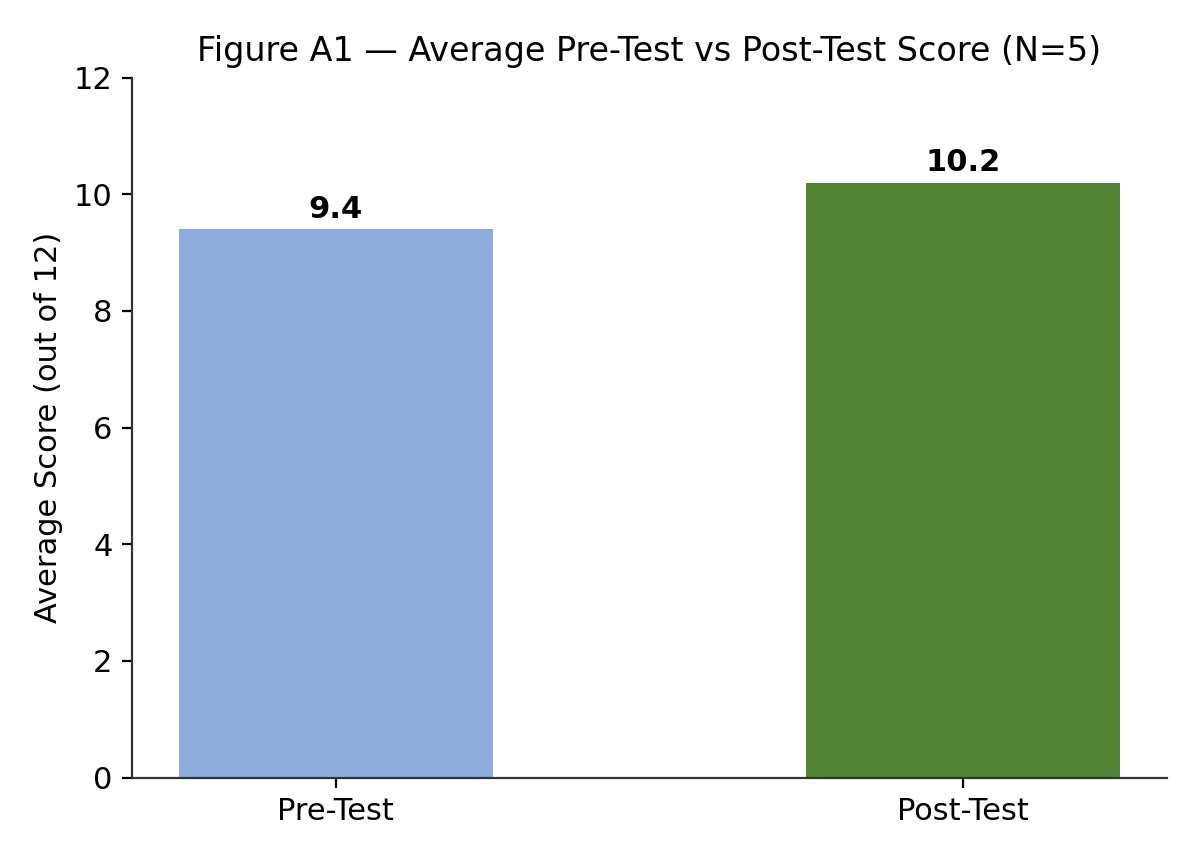 Figure A1 — Average Pre-Test vs Post-Test Score (N=5)
12
10
8
6
4
2
0
Average Score (out of 12)
9.4
10.2
Pre-Test
Post-Test